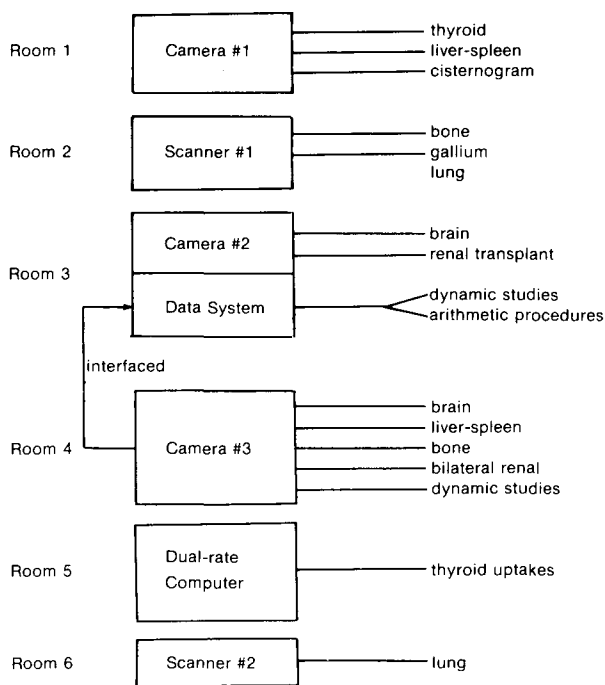 Room 1
Camera #1
thyroid
liver-spleen
cisternogram
Room 2
Scanner #1
bone
gallium
lung
Room 3
Camera #2
brain
renal transplant
Data System
dynamic studies
arithmetic procedures
interfaced
Room 4
Camera #3
brain
liver-spleen
bone
bilateral renal
dynamic studies
Room 5
Dual-rate
Computer
thyroid uptakes
Room 6
Scanner #2
lung